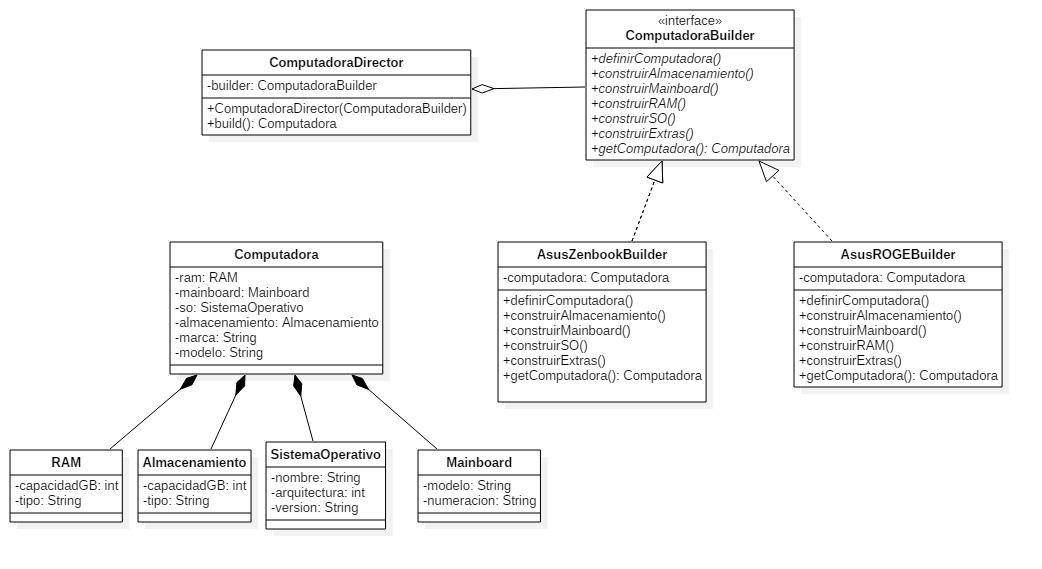 «interface»
ComputadoraBuilder
+definirComputadora()
+construirAlmacenamiento()
+construirMainboard()
+construirRAM()
+construirSO()
+construirExtras()
+getComputadora(): Computadora
ComputadoraDirector
-builder: ComputadoraBuilder
+ComputadoraDirector(ComputadoraBuilder)
+build(): Computadora
Computadora
-ram: RAM
-mainboard: Mainboard
-so: SistemaOperativo
-almacenamiento: Almacenamiento
-marca: String
-modelo: String
AsusZenbookBuilder
-computadora: Computadora
+definirComputadora()
+construirAlmacenamiento()
+construirMainboard()
+construirSO()
+construirExtras()
+getComputadora(): Computadora
AsusROGEBuilder
-computadora: Computadora
+definirComputadora()
+construirAlmacenamiento()
+construirMainboard()
+construirRAM()
+construirExtras()
+getComputadora(): Computadora
RAM
-capacidadGB: int
-tipo: String
Almacenamiento
-capacidadGB: int
-tipo: String
SistemaOperativo
-nombre: String
-arquitectura: int
-version: String
Mainboard
-modelo: String
-numeracion: String